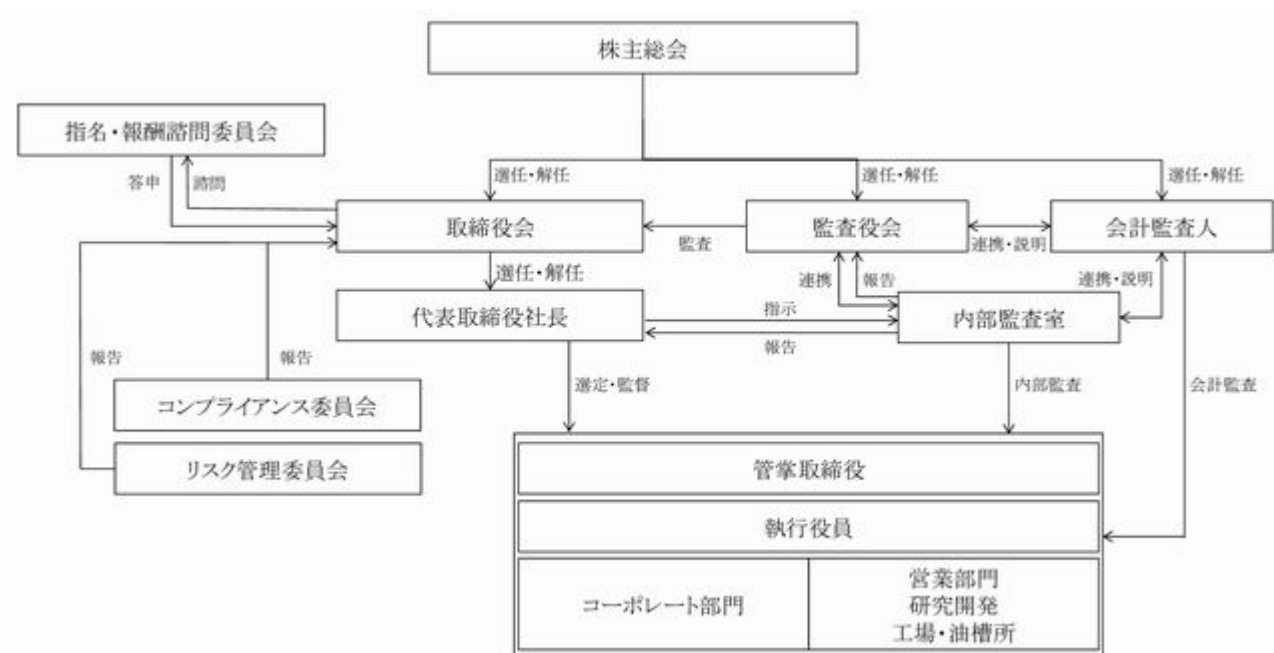 株主総会
指名・報酬諮問委員会
答申
諮問
選任・解任
選任・解任
選任・解任
取締役会
監査
監査役会
連携・説明
会計監査人
選任・解任
連携
報告
連携・説明
代表取締役社長
指示
報告
内部監査室
報告
報告
選定・監督
内部監査
会計監査
コンプライアンス委員会
リスク管理委員会
管掌取締役
執行役員
コーポレート部門
営業部門
研究開発
工場・油槽所